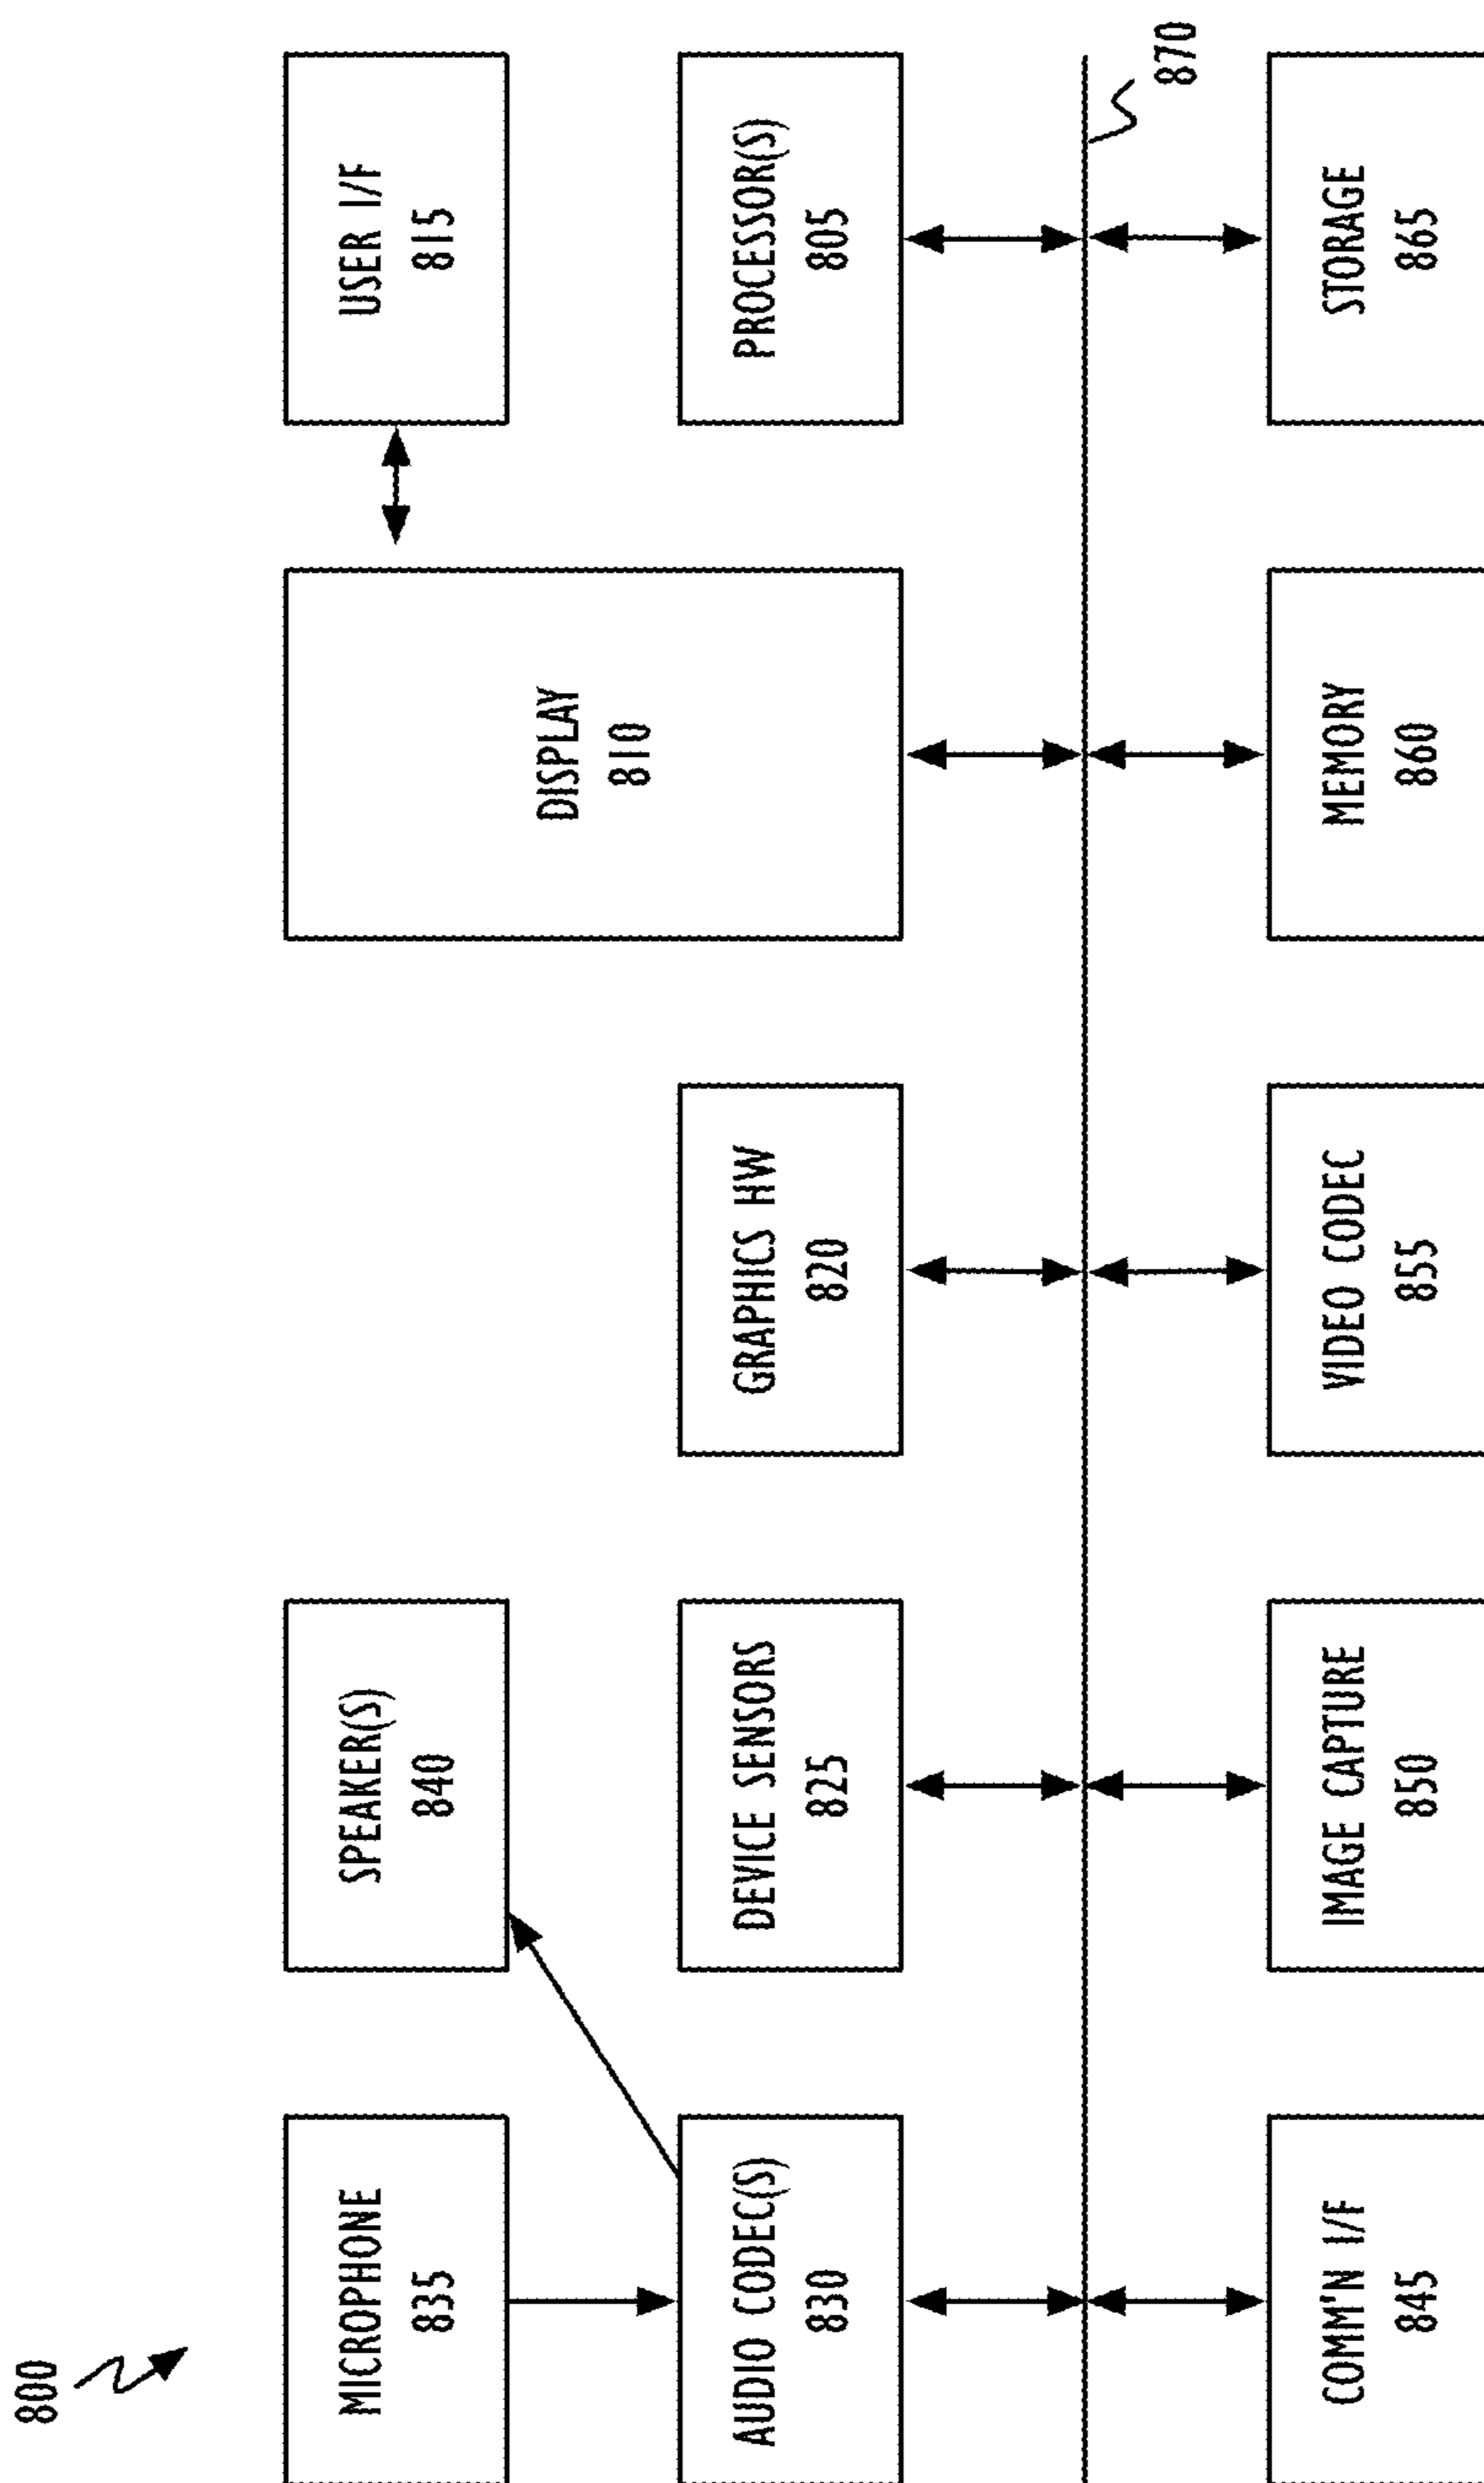 800
MICROPHONE
835
SPEAKER(S)
840
USER I/F
815
DISPLAY
810
AUDIO CODEC(S)
830
DEVICE SENSORS
825
GRAPHICS HW
820
PROCESSOR(S)
805
870
COMM'N I/F
845
IMAGE CAPTURE
850
VIDEO CODEC
855
MEMORY
860
STORAGE
865